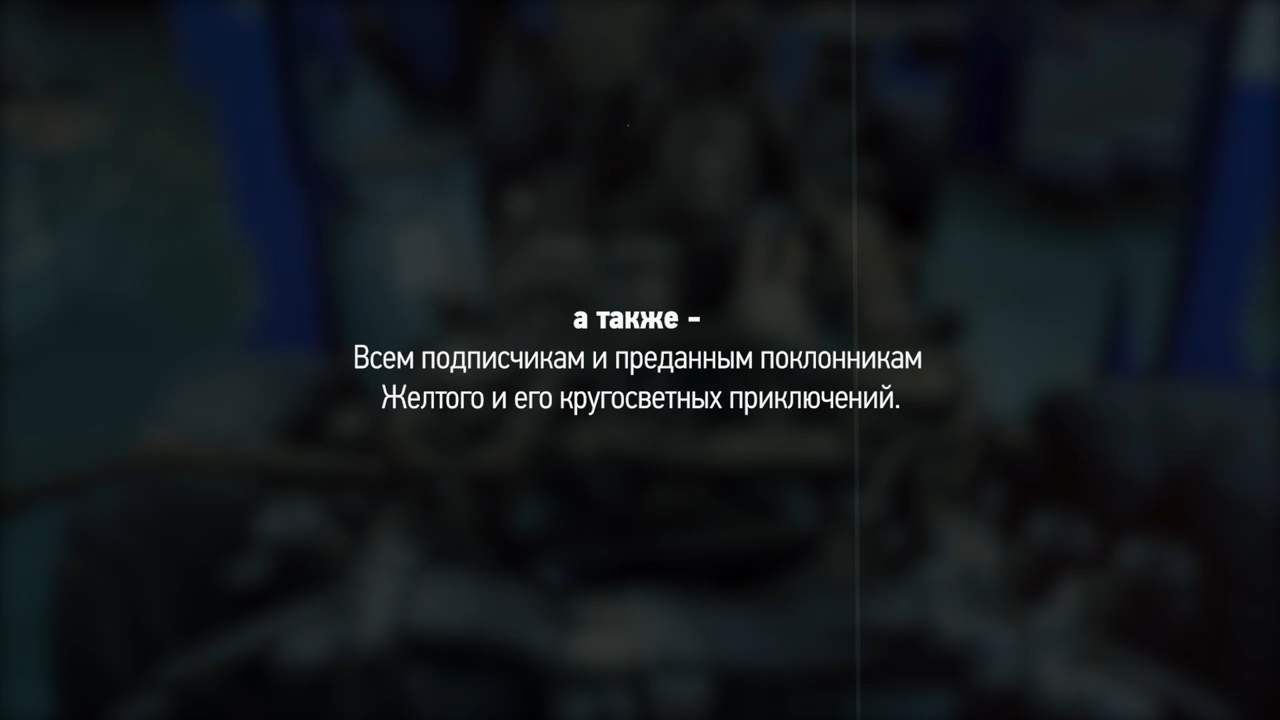 а также -
Всем подписчикам и преданным поклонникам
Желтого и его кругосветных приключений.